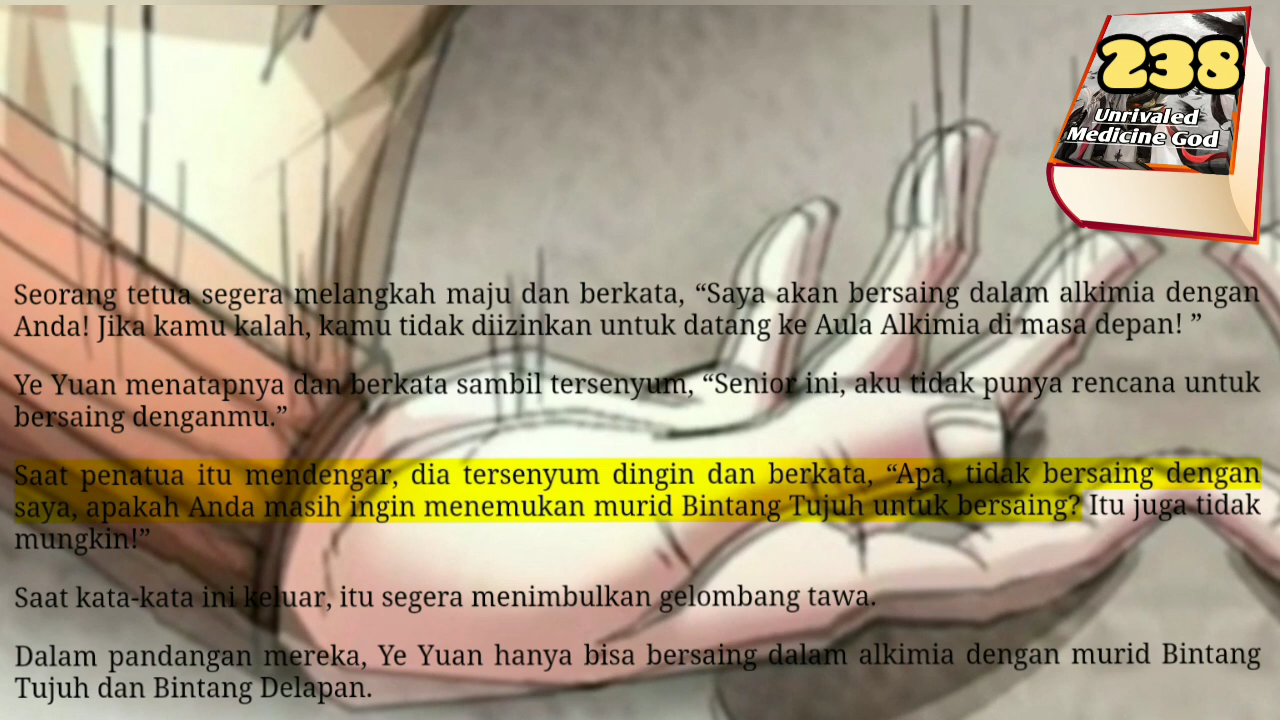 238
Unrivaled
Medicine God
Seorang tetua segera melangkah maju dan berkata, “Saya akan bersaing dalam alkimia dengan
Anda! Jika kamu kalah, kamu tidak diizinkan untuk datang ke Aula Alkimia di masa depan! ”
Ye Yuan menatapnya dan berkata sambil tersenyum, “Senior ini, aku tidak punya rencana untuk
bersaing denganmu.”
Saat penatua itu mendengar, dia tersenyum dingin dan berkata, “Apa, tidak bersaing dengan
saya, apakah Anda masih ingin menemukan murid Bintang Tujuh untuk bersaing? Itu juga tidak
mungkin!”
Saat kata-kata ini keluar, itu segera menimbulkan gelombang tawa.
Dalam pandangan mereka, Ye Yuan hanya bisa bersaing dalam alkimia dengan murid Bintang
Tujuh dan Bintang Delapan.